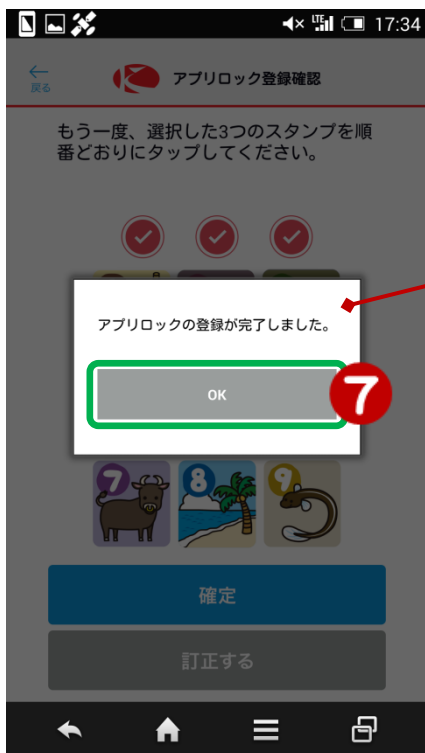 LTE 17:34
戻る
アプリロック登録確認
もう一度、選択した3つのスタンプを順
番どおりにタップしてください。
アプリロックの登録が完了しました。
OK
7
7 8 9
確定
訂正する